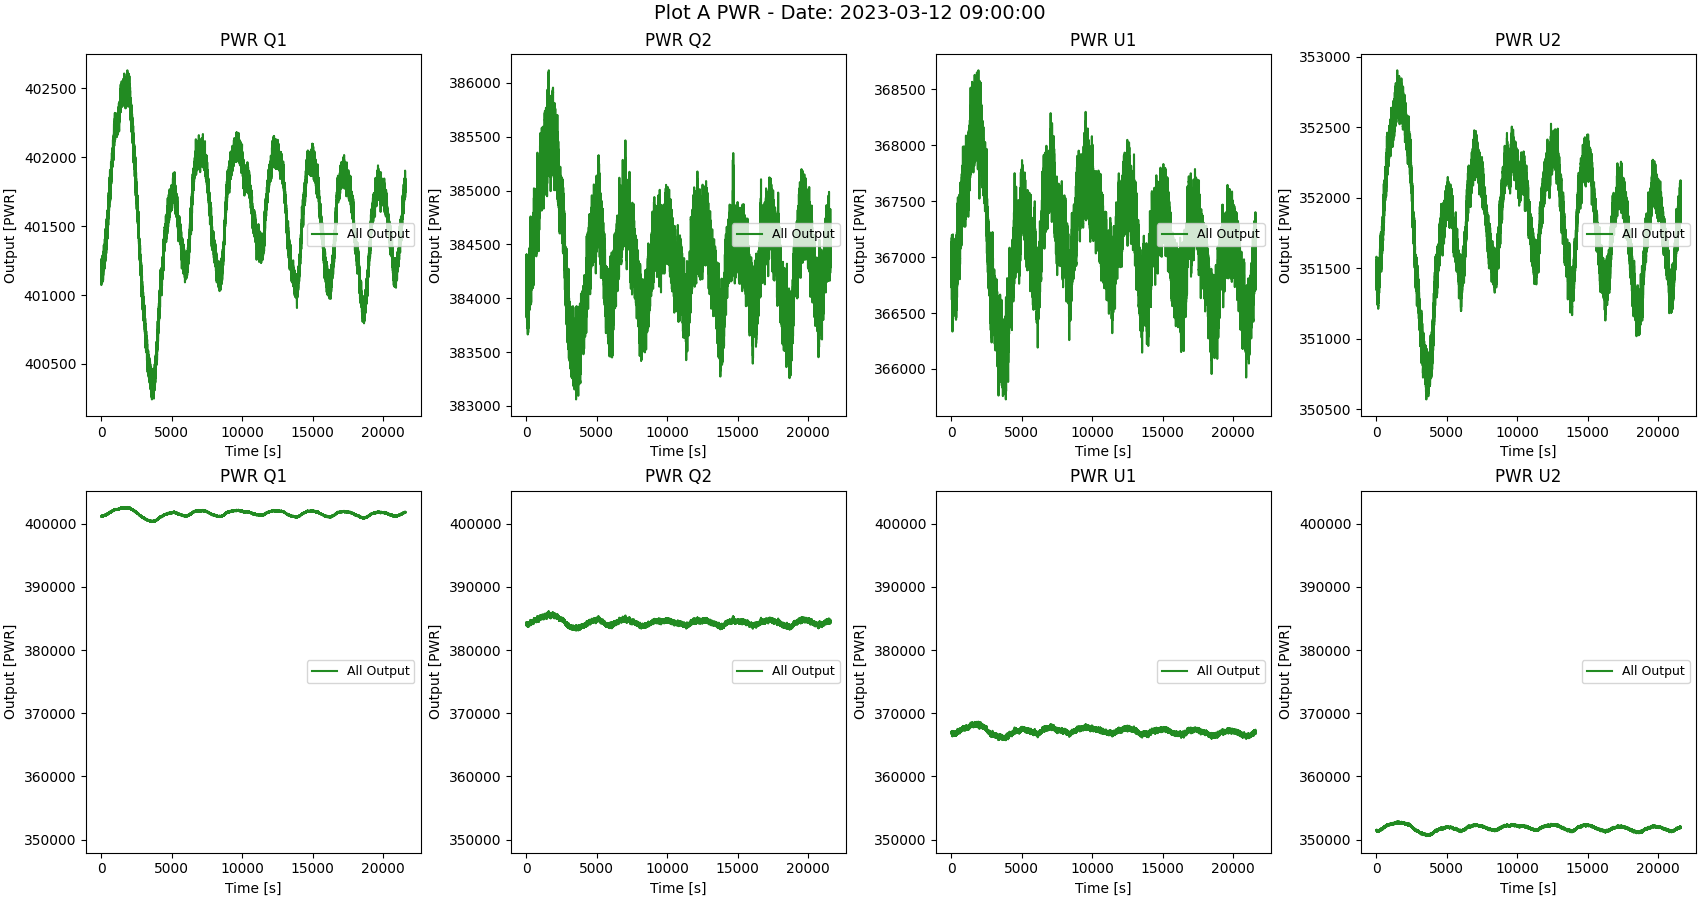 Plot A PWR - Date: 2023-03-12 09:00:00
PWR Q1
Output [PWR]
402500
402000
401500
401000
400500
0 5000 10000 15000 20000
Time [s]
All Output
PWR Q2
Output [PWR]
386000
385500
385000
384500
384000
383500
383000
0 5000 10000 15000 20000
Time [s]
All Output
PWR U1
Output [PWR]
368500
368000
367500
367000
366500
366000
0 5000 10000 15000 20000
Time [s]
All Output
PWR U2
Output [PWR]
353000
352500
352000
351500
351000
350500
0 5000 10000 15000 20000
Time [s]
All Output
PWR Q1
Output [PWR]
400000
390000
380000
370000
360000
350000
0 5000 10000 15000 20000
Time [s]
All Output
PWR Q2
Output [PWR]
400000
390000
380000
370000
360000
350000
0 5000 10000 15000 20000
Time [s]
All Output
PWR U1
Output [PWR]
400000
390000
380000
370000
360000
350000
0 5000 10000 15000 20000
Time [s]
All Output
PWR U2
Output [PWR]
400000
390000
380000
370000
360000
350000
0 5000 10000 15000 20000
Time [s]
All Output